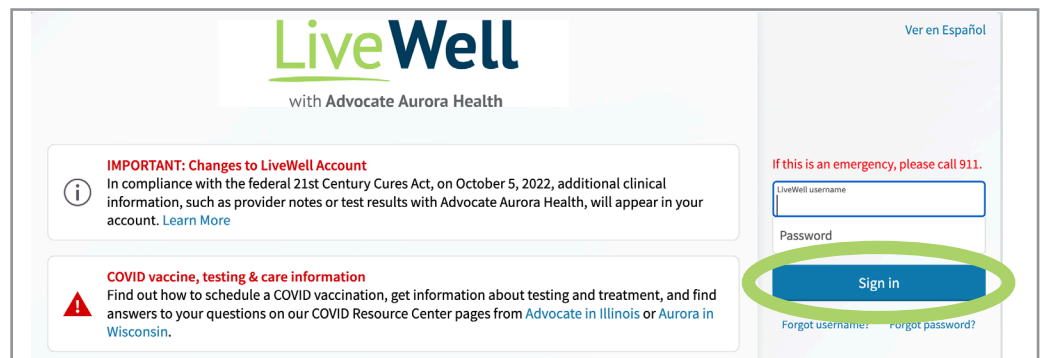 LiveWell
with Advocate Aurora Health
Ver en Español
IMPORTANT: Changes to LiveWell Account
In compliance with the federal 21st Century Cures Act, on October 5, 2022, additional clinical
information, such as provider notes or test results with Advocate Aurora Health, will appear in your
account. Learn More
COVID vaccine, testing & care information
Find out how to schedule a COVID vaccination, get information about testing and treatment, and find
answers to your questions on our COVID Resource Center pages from Advocate in Illinois or Aurora in
Wisconsin.
If this is an emergency, please call 911.
LiveWell username
Password
Sign in
Forgot username? Forgot password?